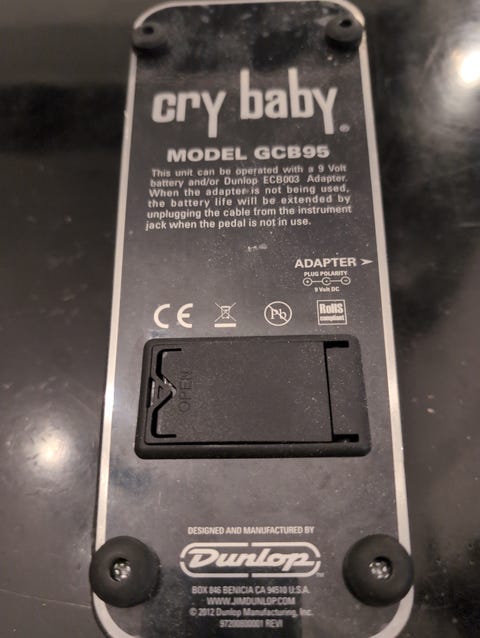 cry baby®
MODEL GCB95
This unit can be operated with a 9 Volt
battery and/or Dunlop ECB003 Adapter.
When the adapter is not being used,
the battery life will be extended by
unplugging the cable from the instrument
jack when the pedal is not in use.
ADAPTER
PLUG POLARITY
9 Volt DC
CE
Pb
RoHS
compliant
OPEN
DESIGNED AND MANUFACTURED BY
Dunlop™
BOX 846 BENICIA CA 94510 U.S.A.
WWW.JIMDUNLOP.COM
© 2012 Dunlop Manufacturing, Inc.
97200800001 REVI